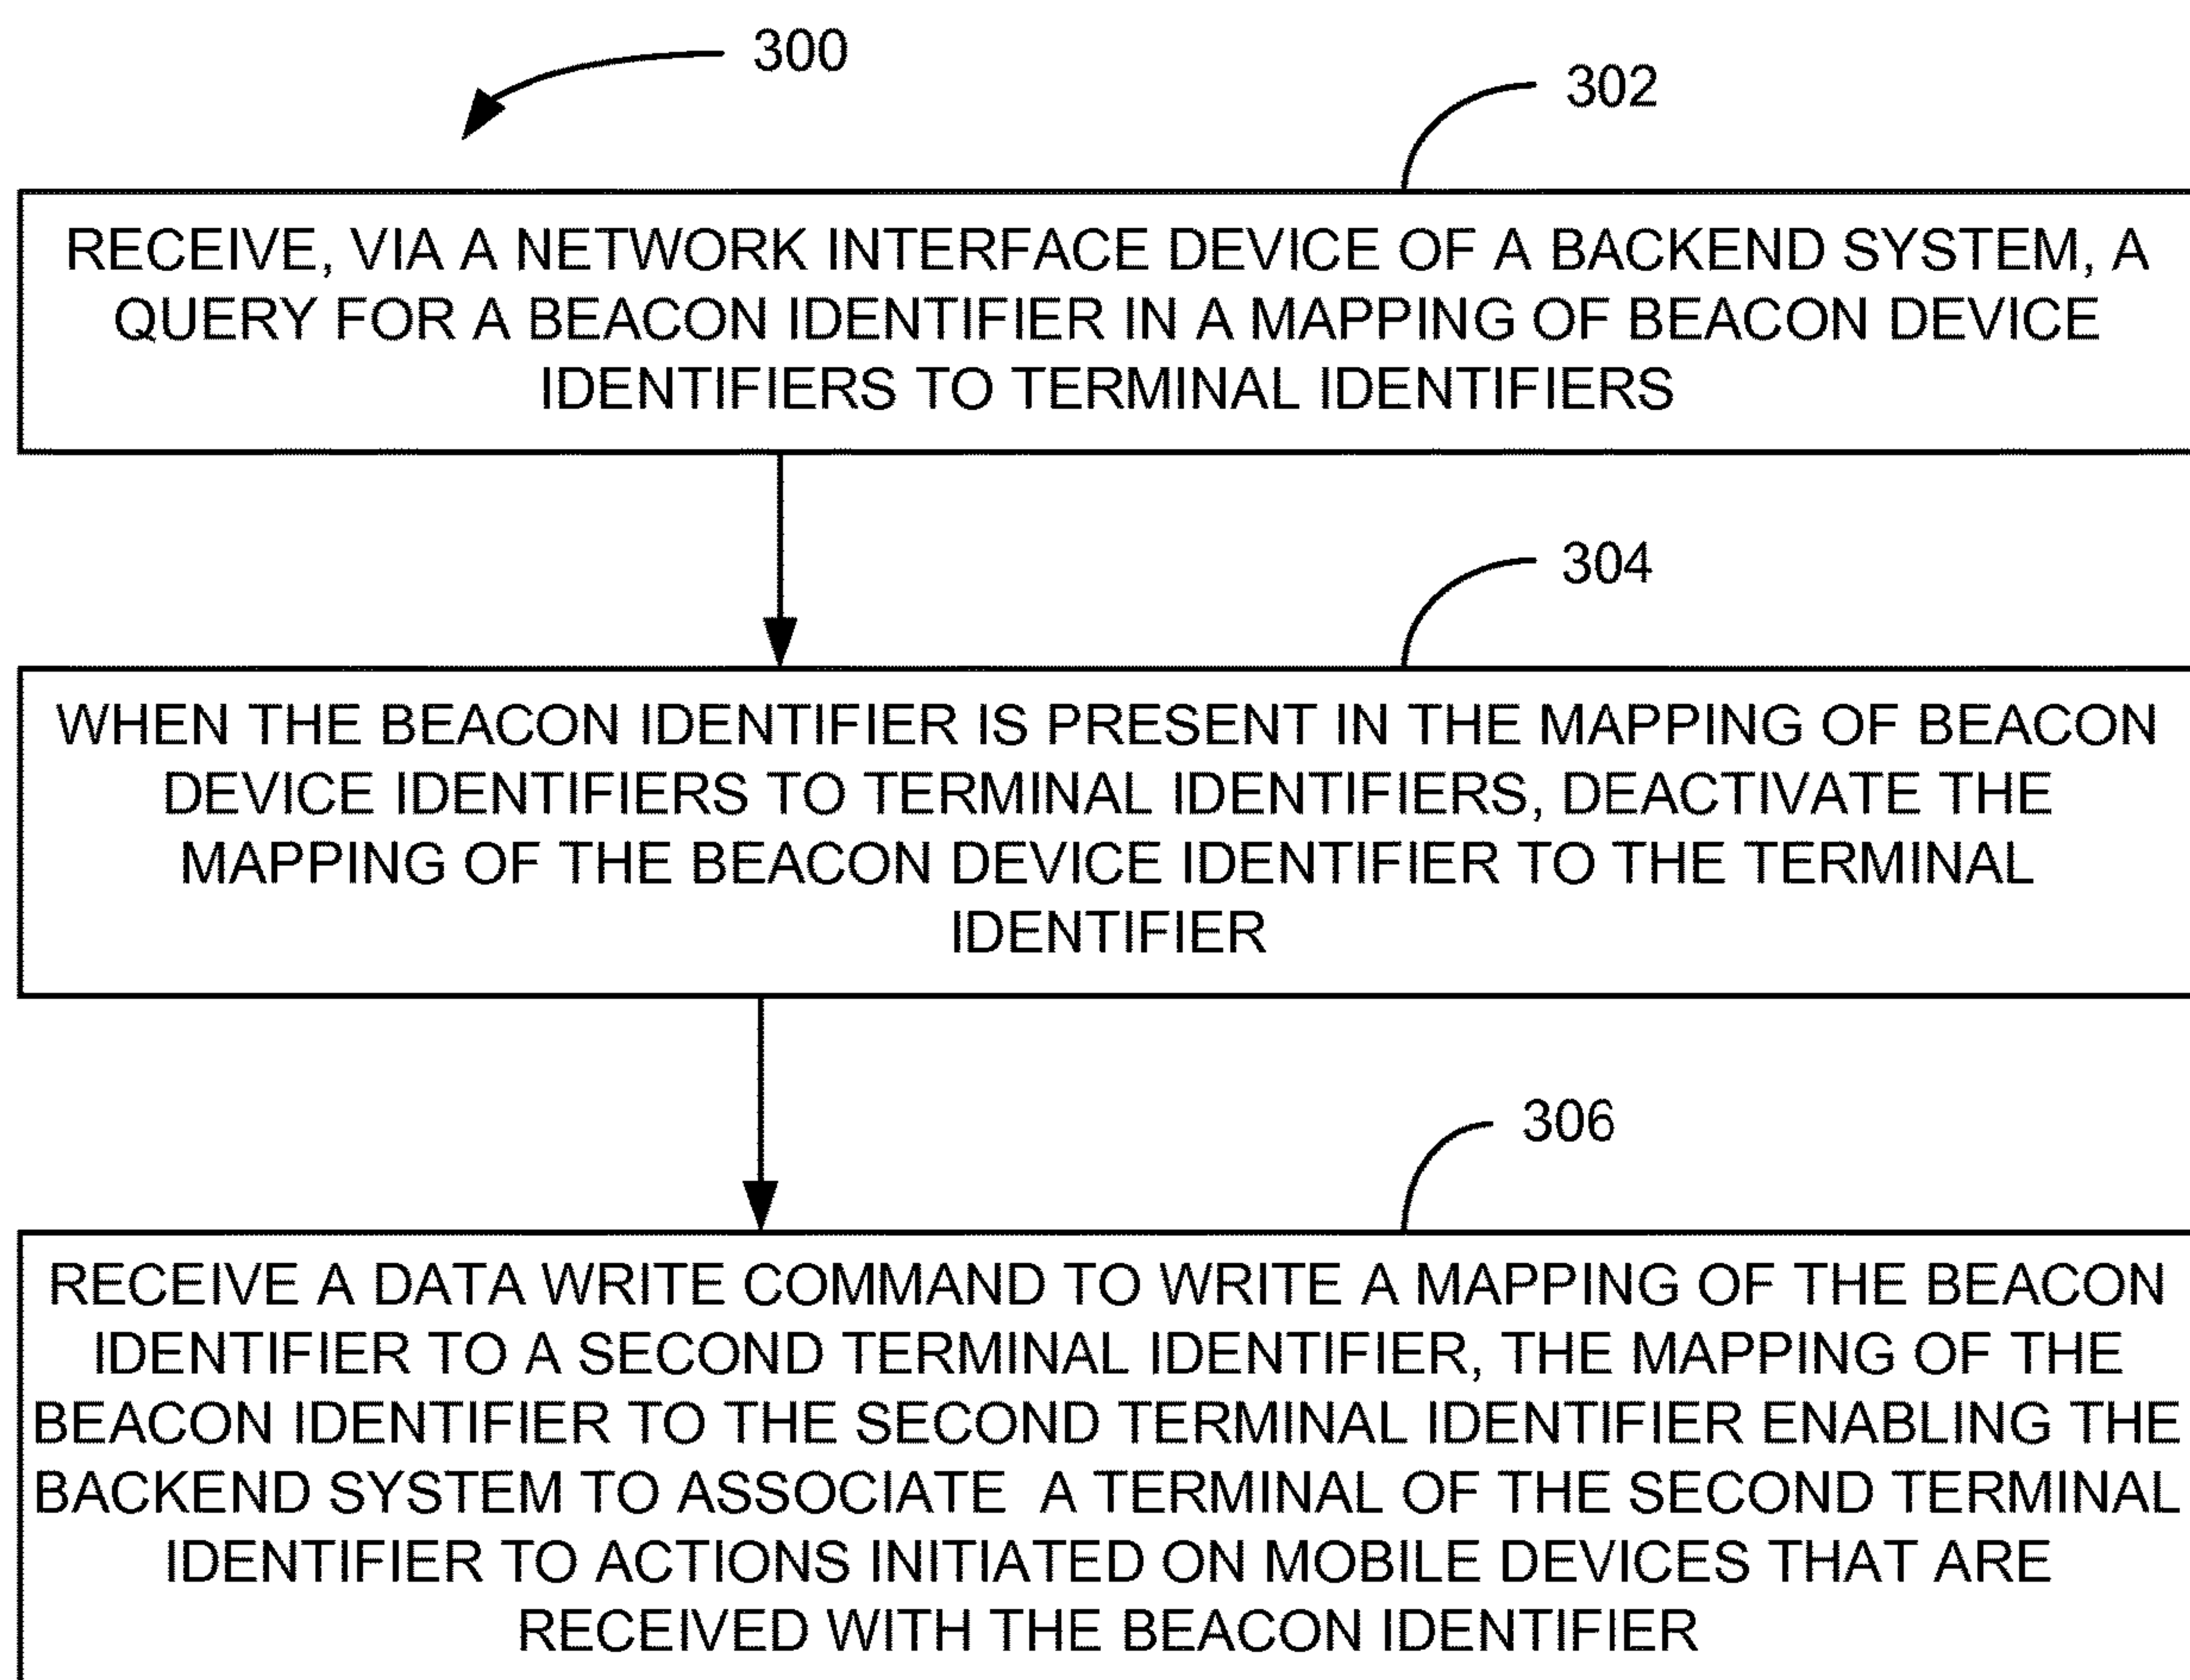 300
302
RECEIVE, VIA A NETWORK INTERFACE DEVICE OF A BACKEND SYSTEM, A
QUERY FOR A BEACON IDENTIFIER IN A MAPPING OF BEACON DEVICE
IDENTIFIERS TO TERMINAL IDENTIFIERS
304
WHEN THE BEACON IDENTIFIER IS PRESENT IN THE MAPPING OF BEACON
DEVICE IDENTIFIERS TO TERMINAL IDENTIFIERS, DEACTIVATE THE
MAPPING OF THE BEACON DEVICE IDENTIFIER TO THE TERMINAL
IDENTIFIER
306
RECEIVE A DATA WRITE COMMAND TO WRITE A MAPPING OF THE BEACON
IDENTIFIER TO A SECOND TERMINAL IDENTIFIER, THE MAPPING OF THE
BEACON IDENTIFIER TO THE SECOND TERMINAL IDENTIFIER ENABLING THE
BACKEND SYSTEM TO ASSOCIATE A TERMINAL OF THE SECOND TERMINAL
IDENTIFIER TO ACTIONS INITIATED ON MOBILE DEVICES THAT ARE
RECEIVED WITH THE BEACON IDENTIFIER